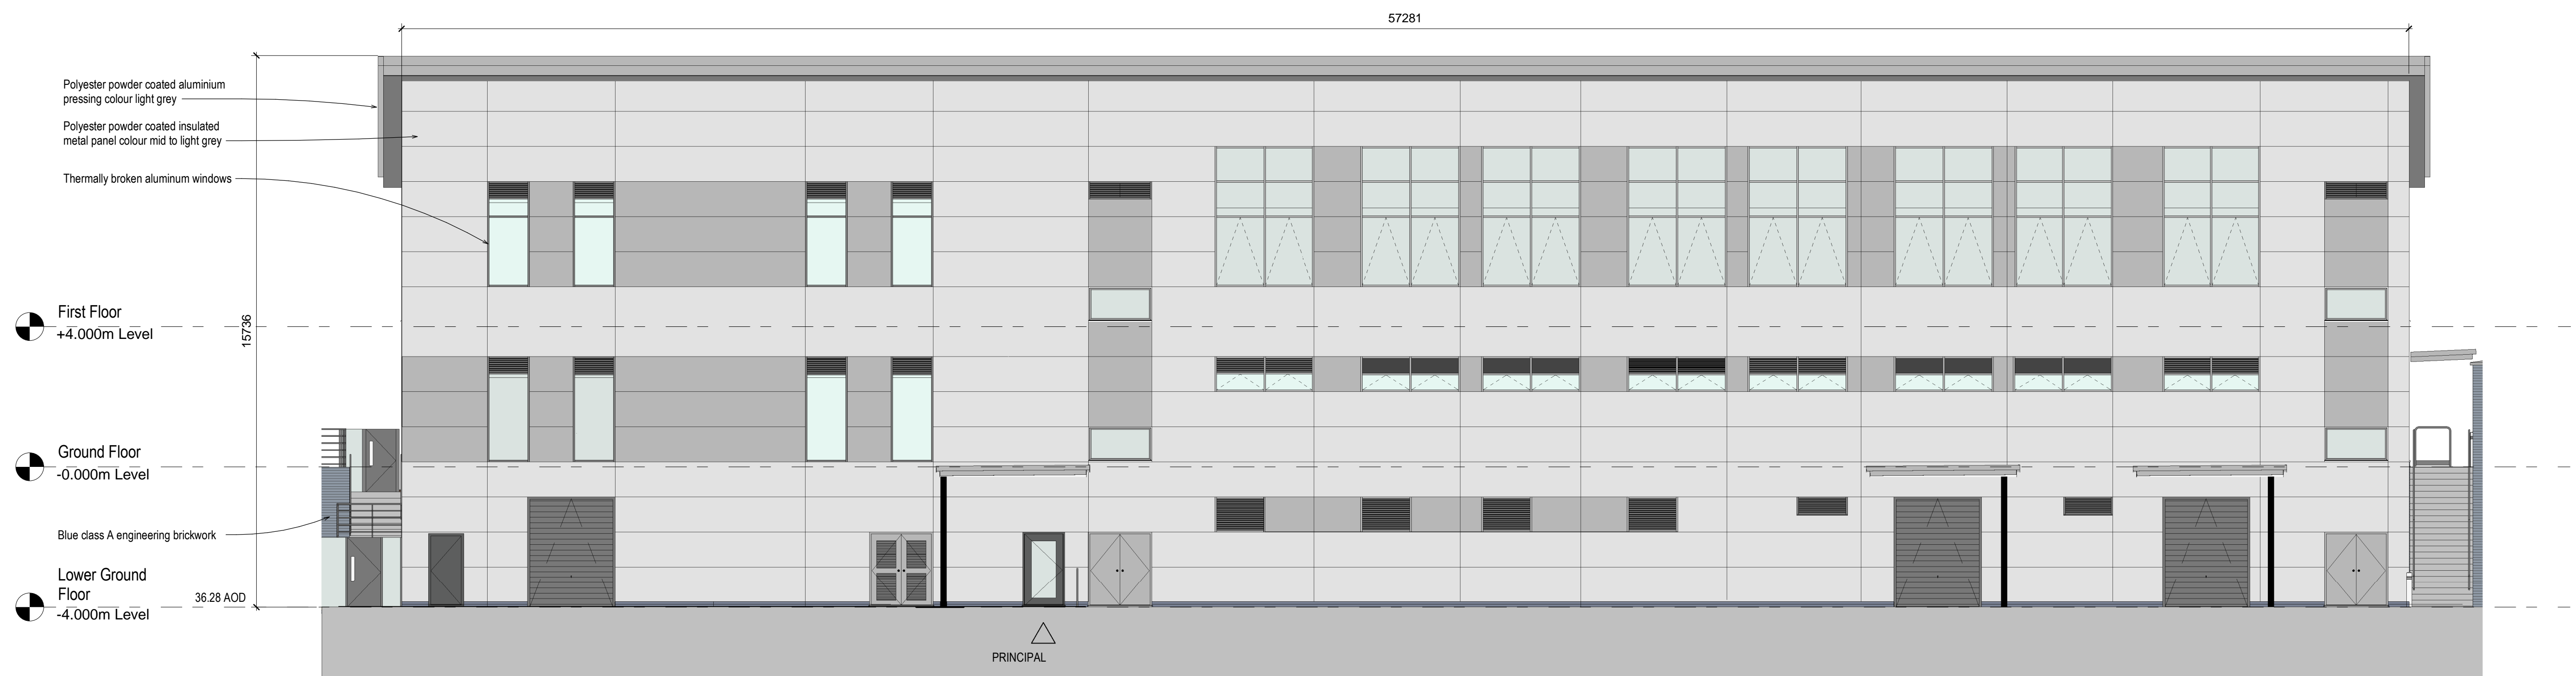 57281
Polyester powder coated aluminium
pressing colour light grey
Polyester powder coated insulated
metal panel colour mid to light grey
Thermally broken aluminum windows
First Floor
+4.000m Level
15736
Ground Floor
-0.000m Level
Blue class A engineering brickwork
Lower Ground
Floor
36.28 AOD
-4.000m Level
PRINCIPAL